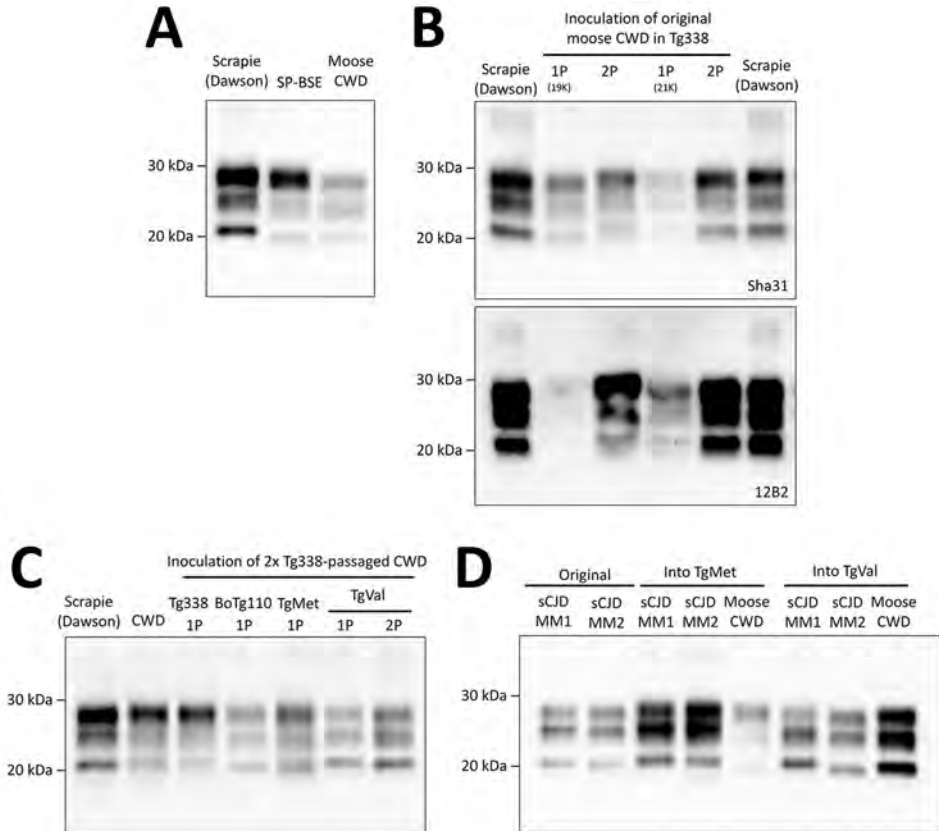 A
Scrapie
(Dawson)
SP-BSE
Moose
CWD
30 kDa
20 kDa
B
Inoculation of original
moose CWD in Tg338
Scrapie
(Dawson)
1P
(19K)
2P
1P
(21K)
2P
Scrapie
(Dawson)
30 kDa
20 kDa
Sha31
30 kDa
20 kDa
12B2
C
Inoculation of 2x Tg338-passaged CWD
Scrapie
(Dawson)
CWD
Tg338
1P
BoTg110
1P
TgMet
1P
TgVal
1P
2P
30 kDa
20 kDa
D
Original
Into TgMet
Into TgVal
sCJD
MM1
sCJD
MM2
sCJD
MM1
sCJD
MM2
Moose
CWD
sCJD
MM1
sCJD
MM2
Moose
CWD
30 kDa
20 kDa